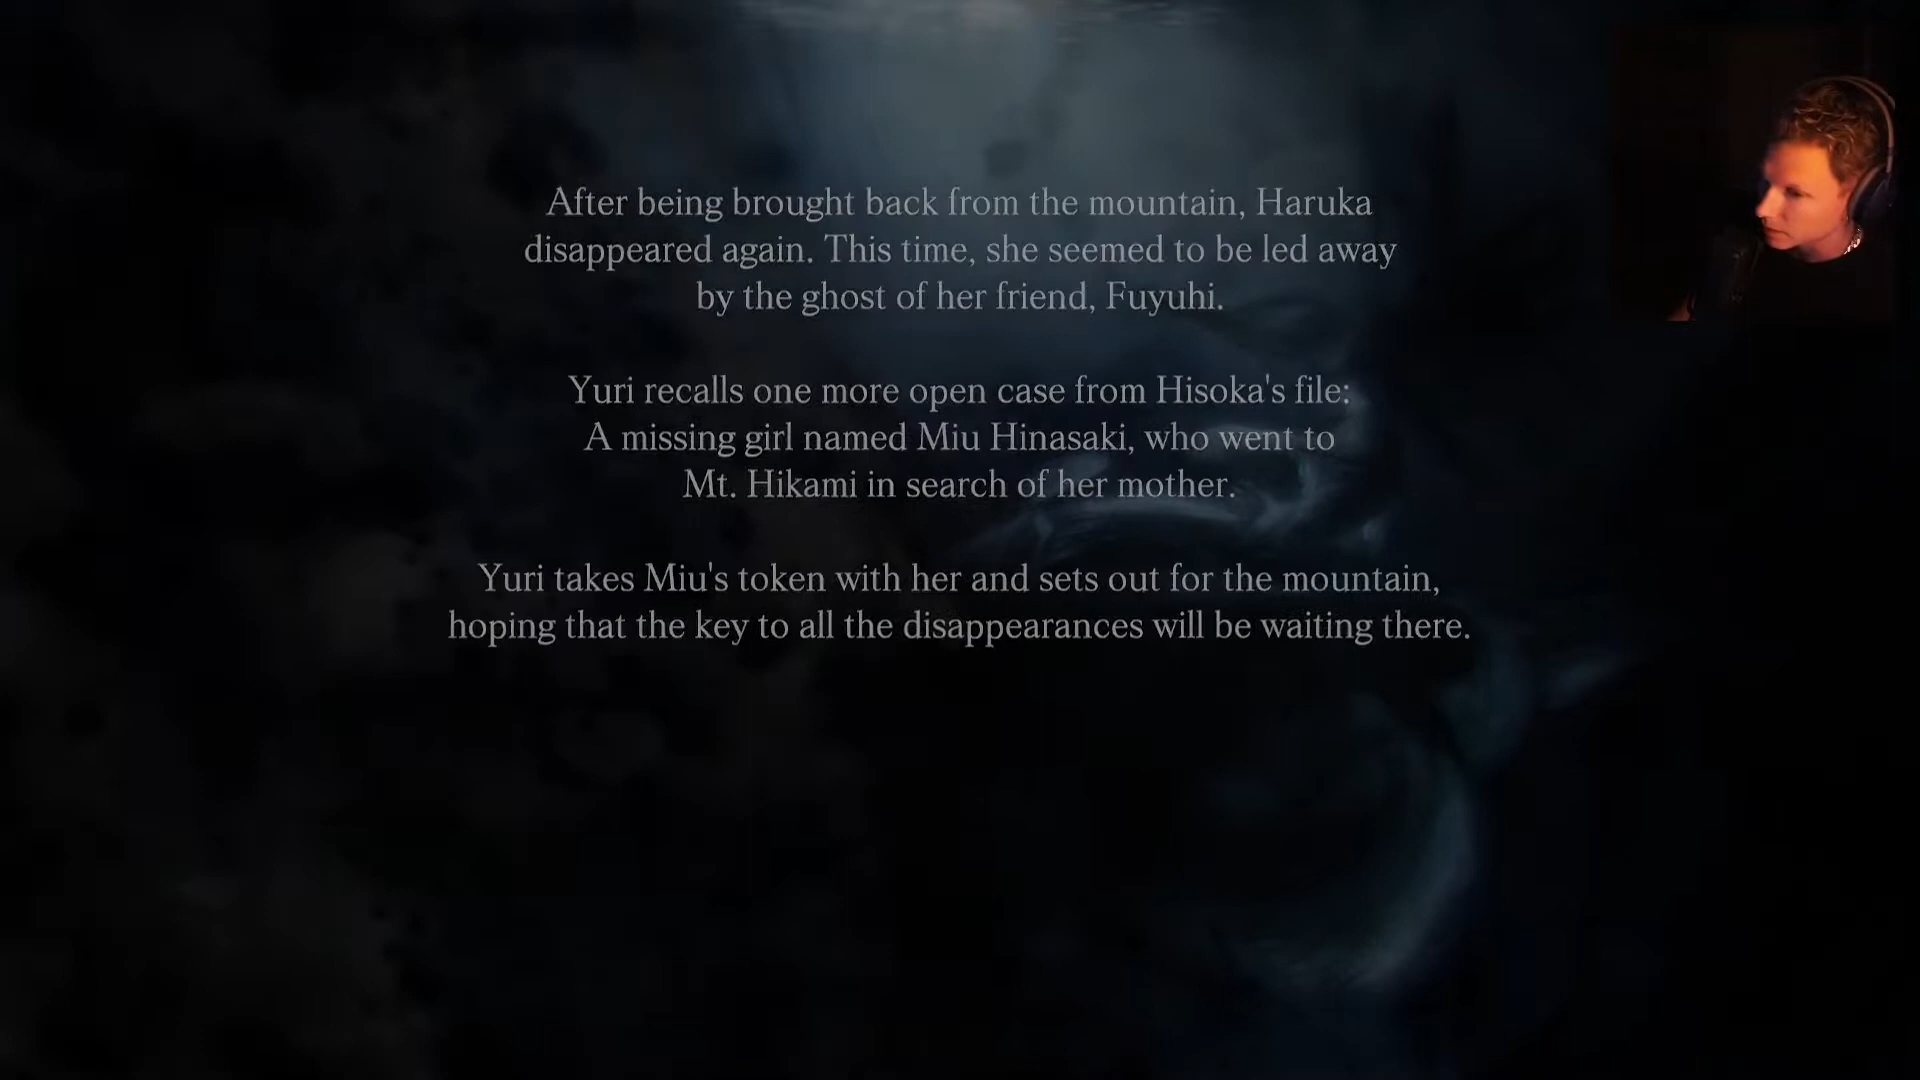 After being brought back from the mountain, Haruka
disappeared again. This time, she seemed to be led away
by the ghost of her friend, Fuyuhi.
Yuri recalls one more open case from Hisoka's file:
A missing girl named Miu Hinasaki, who went to
Mt. Hikami in search of her mother.
Yuri takes Miu's token with her and sets out for the mountain,
hoping that the key to all the disappearances will be waiting there.